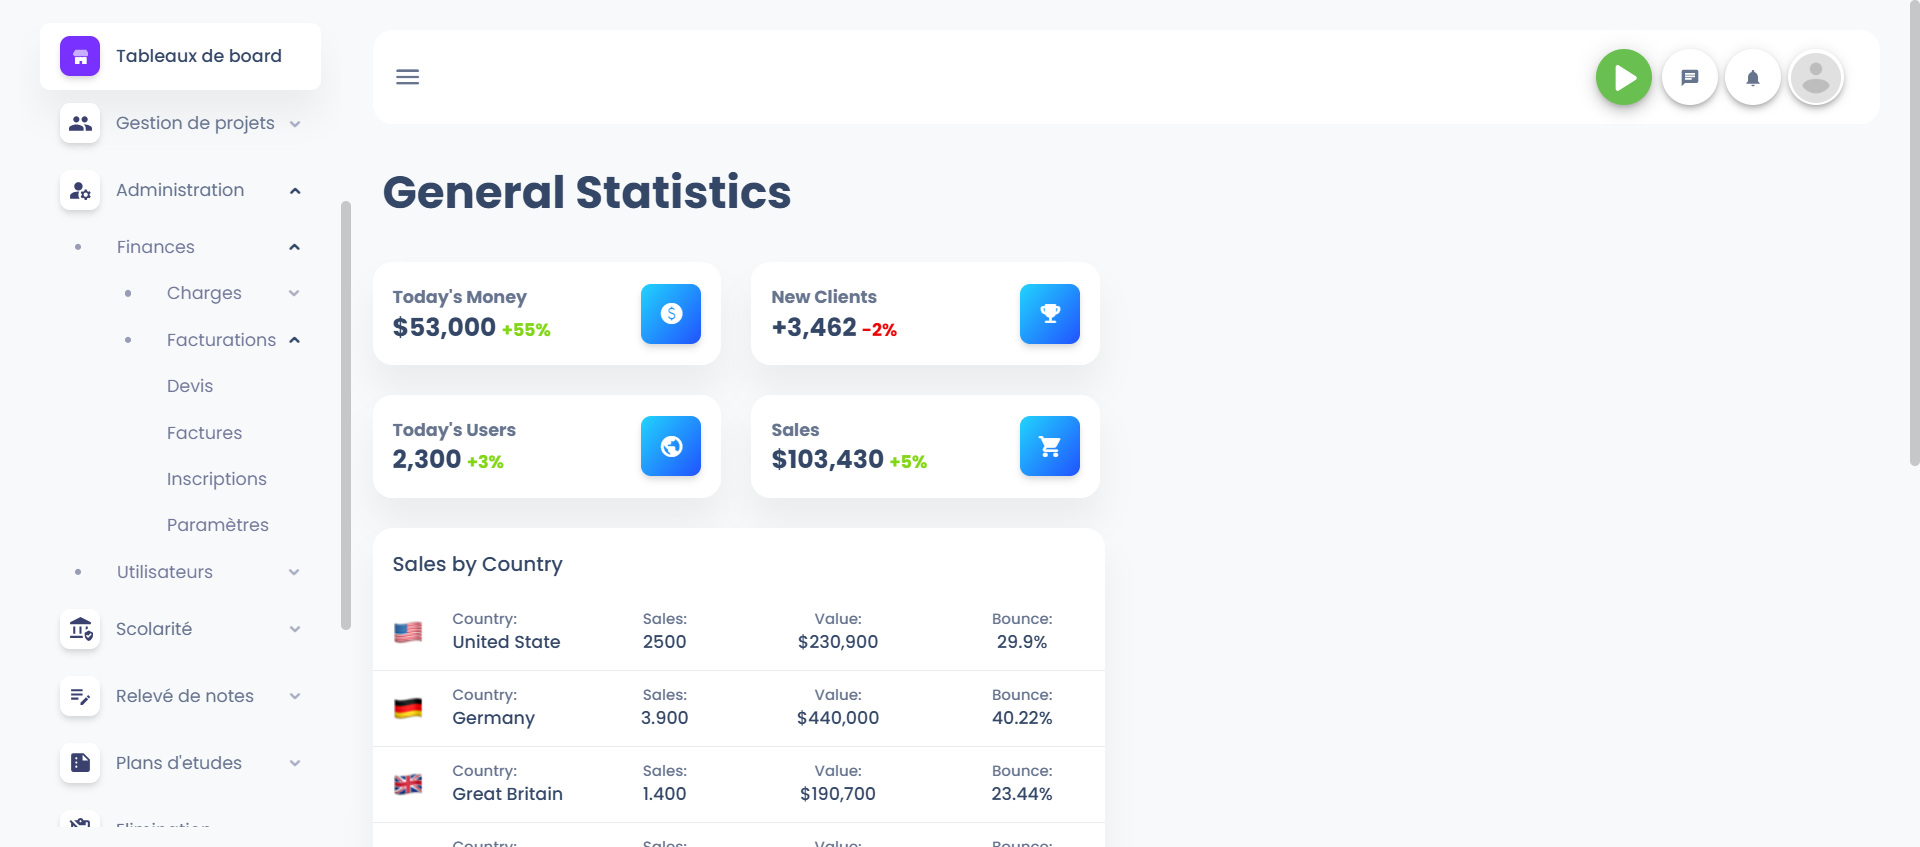 Tableaux de board
Gestion de projets
Administration
Finances
Charges
Facturations
Devis
Factures
Inscriptions
Paramètres
Utilisateurs
Scolarité
Relevé de notes
Plans d'etudes
Elimination
General Statistics
Today's Money
$53,000 +55%
New Clients
+3,462 -2%
Today's Users
2,300 +3%
Sales
$103,430 +5%
Sales by Country
Country: Sales: Value: Bounce:
United State 2500 $230,900 29.9%
Country: Sales: Value: Bounce:
Germany 3.900 $440,000 40.22%
Country: Sales: Value: Bounce:
Great Britain 1.400 $190,700 23.44%
Country: Sales: Value: Bounce: